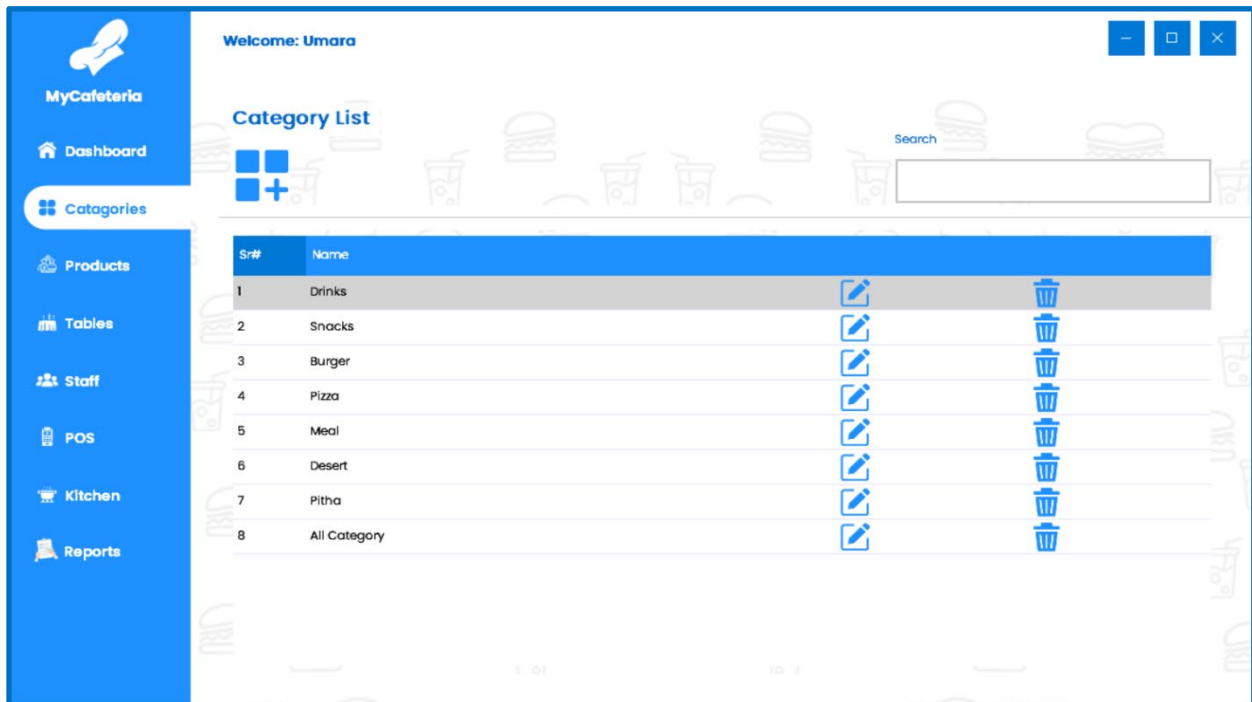 MyCafeteria
Dashboard
Catagories
Products
Tables
Staff
POS
Kitchen
Reports
Welcome: Umara
Category List
Search
Sr# Name
1 Drinks
2 Snacks
3 Burger
4 Pizza
5 Meal
6 Desert
7 Pitha
8 All Category